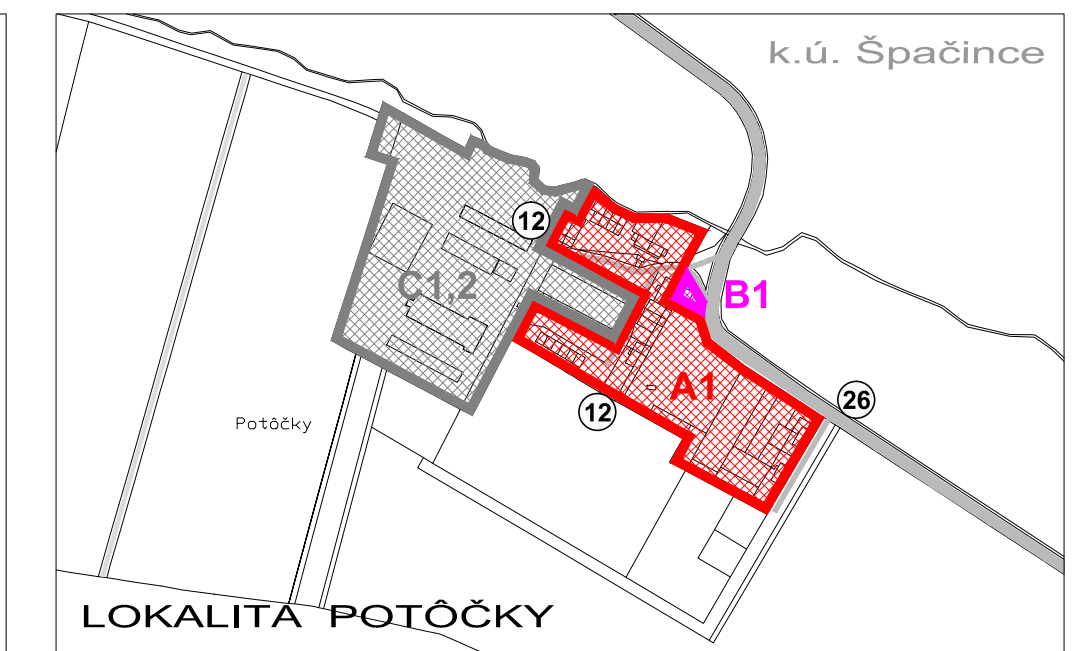 k.ú. Špačince
12
C1,2
B1
A1
12
26
Potôčky
LOKALITA POTÔČKY